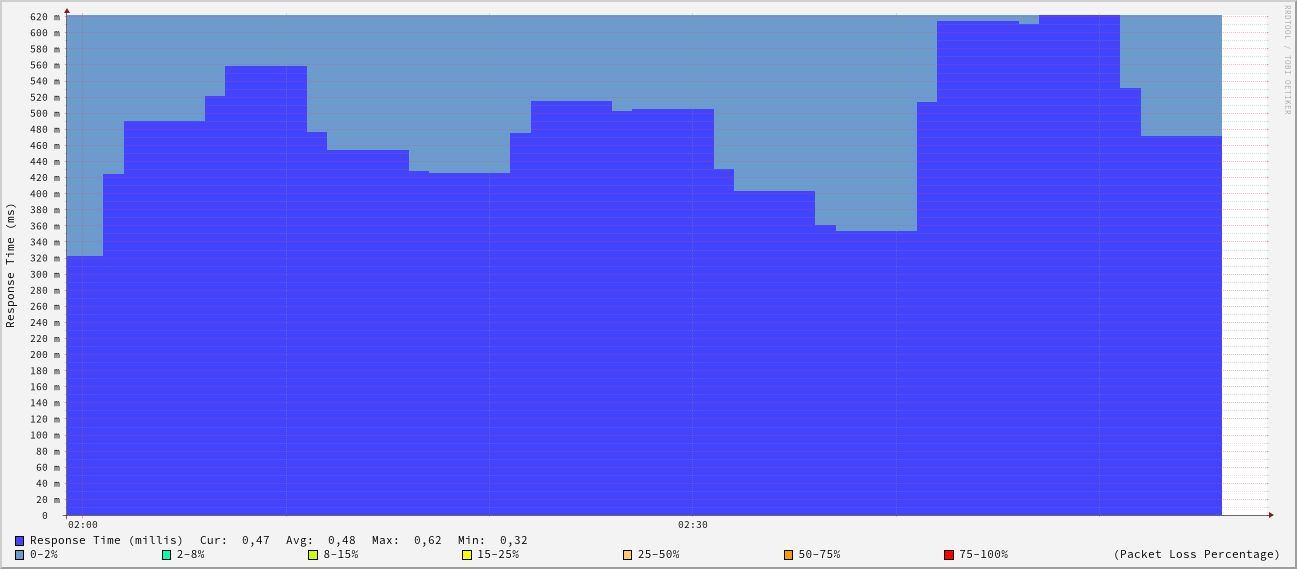 RRDTOOL / TOBI OETIKER
Response Time (ms)
620 m
600 m
580 m
560 m
540 m
520 m
500 m
480 m
460 m
440 m
420 m
400 m
380 m
360 m
340 m
320 m
300 m
280 m
260 m
240 m
220 m
200 m
180 m
160 m
140 m
120 m
100 m
80 m
60 m
40 m
20 m
0
02:00 02:30
Response Time (millis) Cur: 0,47 Avg: 0,48 Max: 0,62 Min: 0,32
0-2% 2-8% 8-15% 15-25% 25-50% 50-75% 75-100% (Packet Loss Percentage)